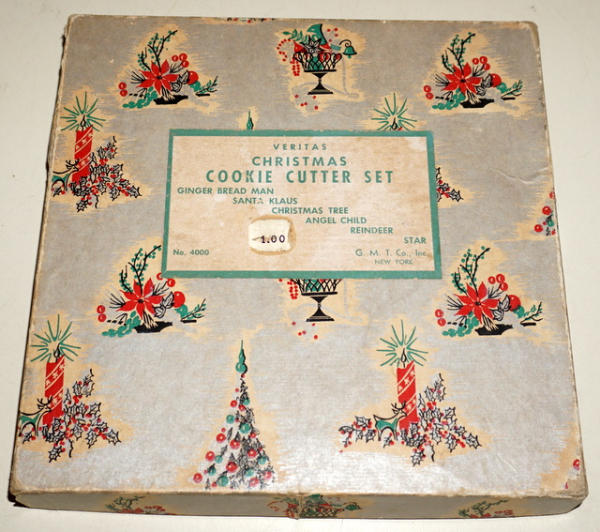 VERITAS
CHRISTMAS
COOKIE CUTTER SET
GINGER BREAD MAN
SANTA KLAUS
CHRISTMAS TREE
ANGEL CHILD
REINDEER
STAR
1.00
No. 4000
G. M. T. Co., Inc.
NEW YORK